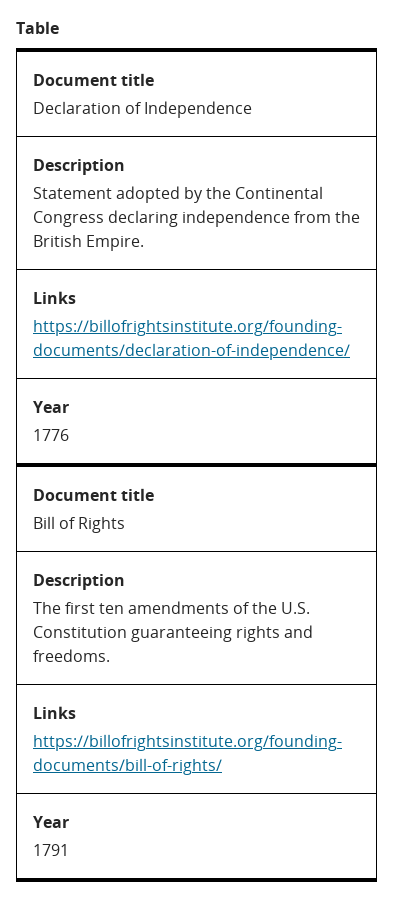 Table
Document title
Declaration of Independence
Description
Statement adopted by the Continental
Congress declaring independence from the
British Empire.
Links
https://billofrightsinstitute.org/founding-
documents/declaration-of-independence/
Year
1776
Document title
Bill of Rights
Description
The first ten amendments of the U.S.
Constitution guaranteeing rights and
freedoms.
Links
https://billofrightsinstitute.org/founding-
documents/bill-of-rights/
Year
1791